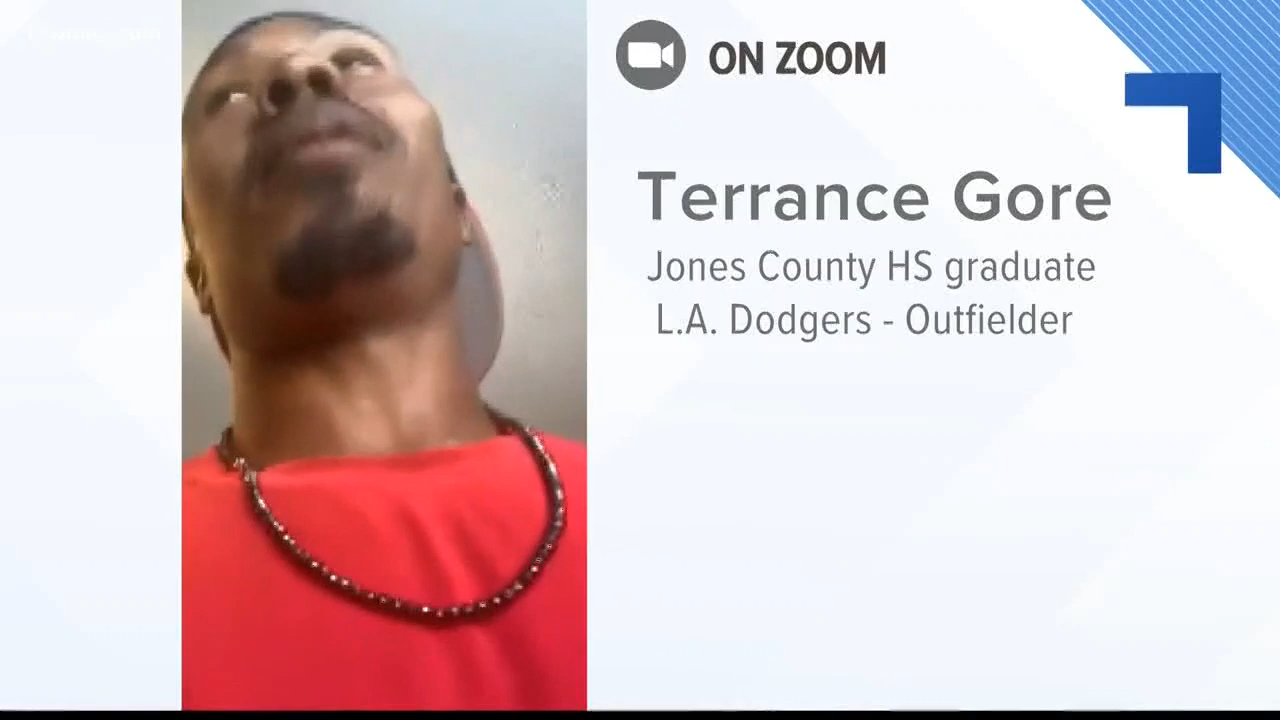 ON ZOOM
Terrance Gore
Jones County HS graduate
L.A. Dodgers - Outfielder